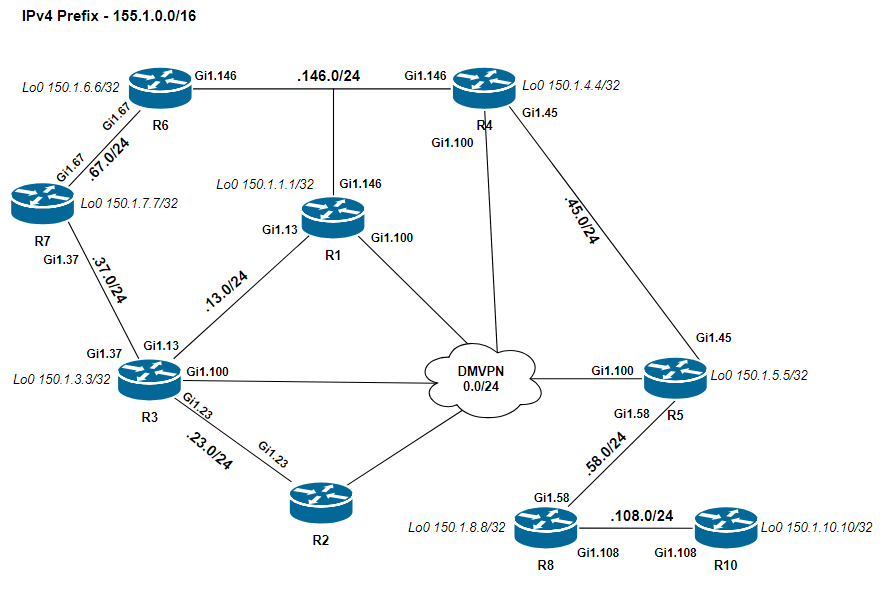 IPv4 Prefix - 155.1.0.0/16
Gi1.146
.146.0/24
Gi1.146
Lo0 150.1.6.6/32
Lo0 150.1.4.4/32
R6
R4
Gi1.67
Gi1.45
Gi1.100
.67.0/24
Gi1.67
Lo0 150.1.1.1/32
Gi1.146
Lo0 150.1.7.7/32
.45.0/24
R7
Gi1.13
Gi1.100
R1
Gi1.37
.37.0/24
.13.0/24
Gi1.45
Gi1.37
Gi1.13
Lo0 150.1.3.3/32
Gi1.100
DMVPN
0.0/24
Gi1.100
Lo0 150.1.5.5/32
R3
Gi1.23
Gi1.58
R5
.23.0/24
Gi1.23
.58.0/24
Gi1.58
R2
Lo0 150.1.8.8/32
.108.0/24
Lo0 150.1.10.10/32
Gi1.108
Gi1.108
R8
R10